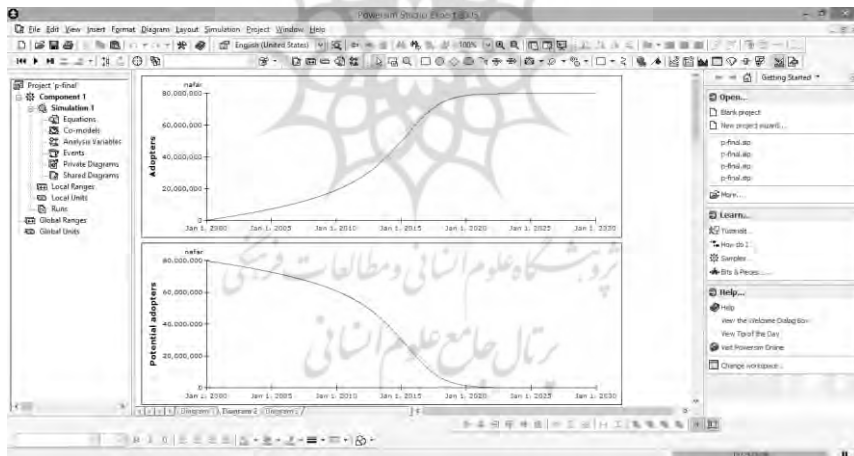 Powersim Studio Expert
File Edit View Insert Format Diagram Layout Simulation Project Window Help
English (United States)
100%
Project 'p-final'
Component 1
Simulation 1
Equations
Co-models
Analysis Variables
Events
Private Diagrams
Shared Diagrams
Local Ranges
Local Units
Runs
Global Ranges
Global Units
nafar
80,000,000
60,000,000
40,000,000
20,000,000
0
Adopters
Jan 1, 2000 Jan 1, 2005 Jan 1, 2010 Jan 1, 2015 Jan 1, 2020 Jan 1, 2025 Jan 1, 2030
nafar
80,000,000
60,000,000
40,000,000
20,000,000
0
Potential adopters
Jan 1, 2000 Jan 1, 2005 Jan 1, 2010 Jan 1, 2015 Jan 1, 2020 Jan 1, 2025 Jan 1, 2030
پژوهشگاه علوم انسانی و مطالعات فرهنگی
پرتال جامع علوم انسانی
Diagram 1 Diagram 2
Getting Started
Open...
Blank project
New project wizard...
p-final.sip
p-final.sip
p-final.sip
p-final.sip
More...
Learn...
Tutorials
How do I
Samples
Bits & Pieces
Help...
Help
View the Welcome Dialog Box
View Tip of the Day
Visit Powersim Online
Change workspace...